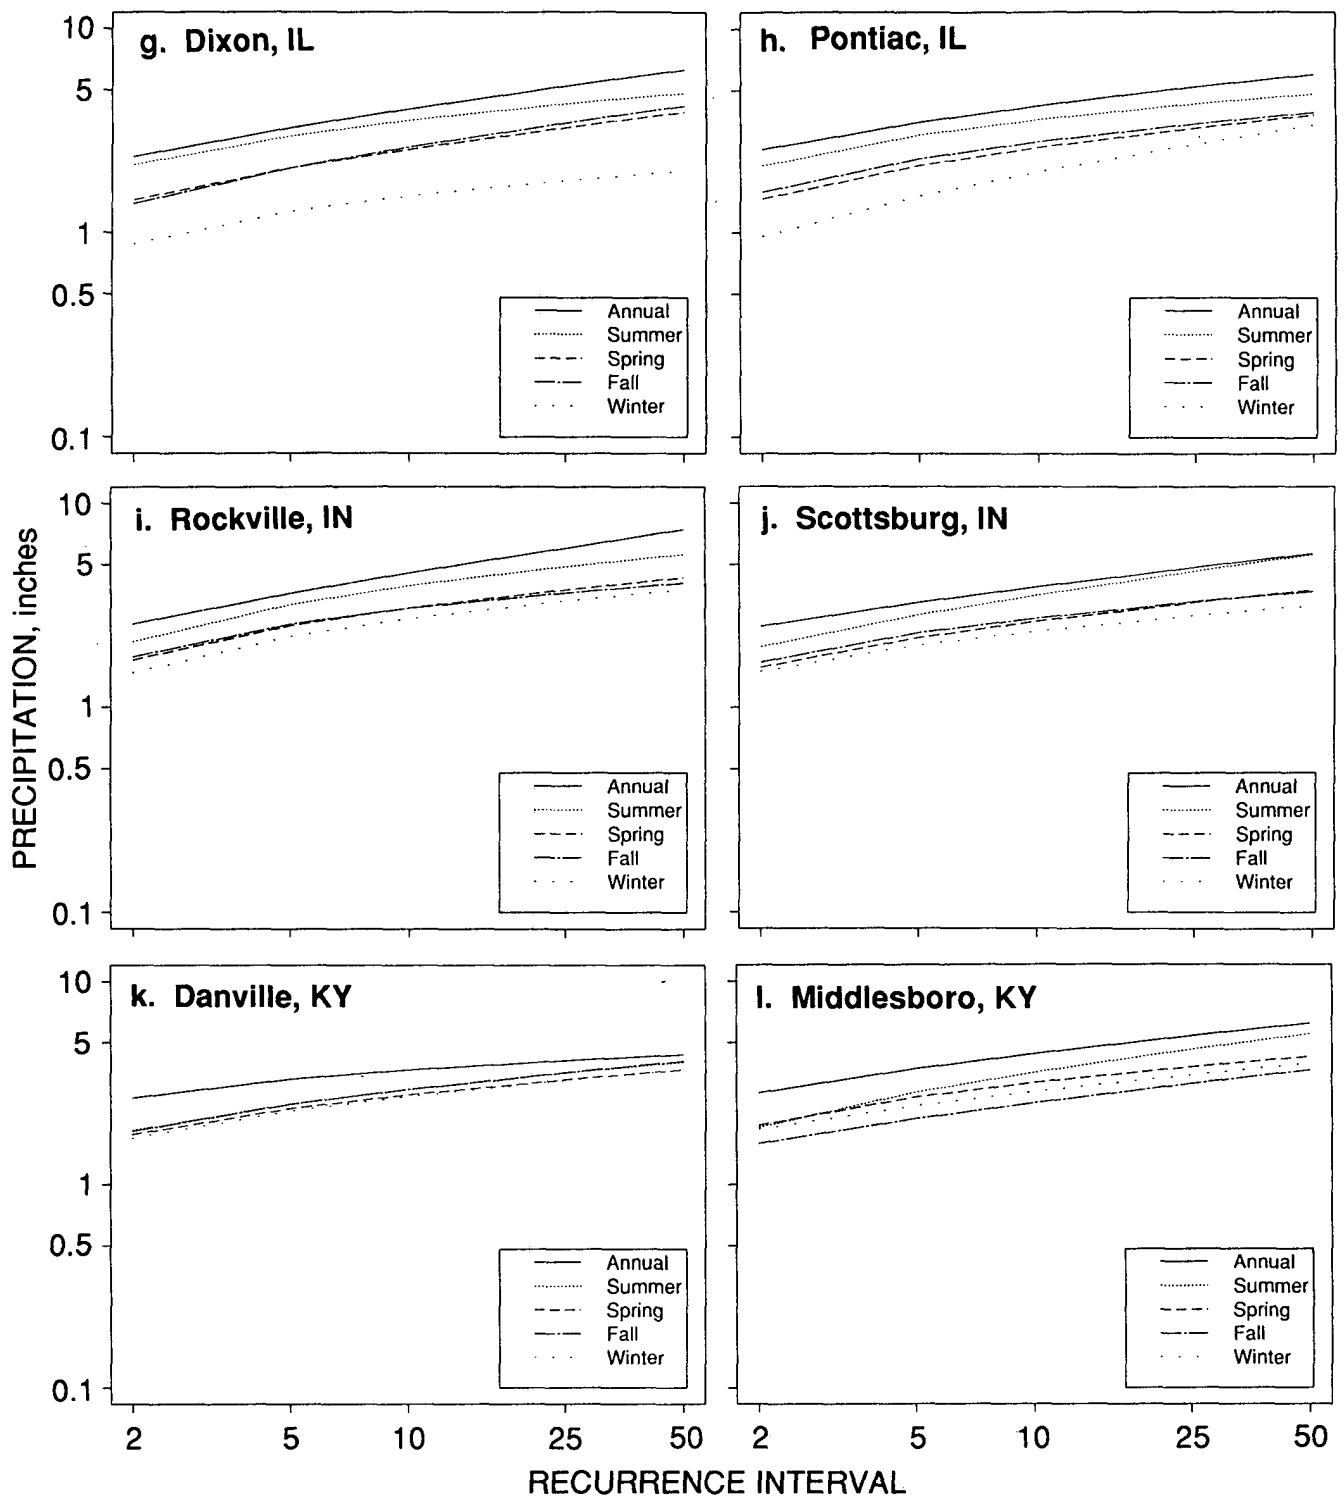 g. Dixon, IL
10
5
1
0.5
0.1
Annual
Summer
Spring
Fall
Winter
h. Pontiac, IL
Annual
Summer
Spring
Fall
Winter
PRECIPITATION, inches
i. Rockville, IN
10
5
1
0.5
0.1
Annual
Summer
Spring
Fall
Winter
j. Scottsburg, IN
Annual
Summer
Spring
Fall
Winter
k. Danville, KY
10
5
1
0.5
0.1
Annual
Summer
Spring
Fall
Winter
2 5 10 25 50
l. Middlesboro, KY
Annual
Summer
Spring
Fall
Winter
2 5 10 25 50
RECURRENCE INTERVAL